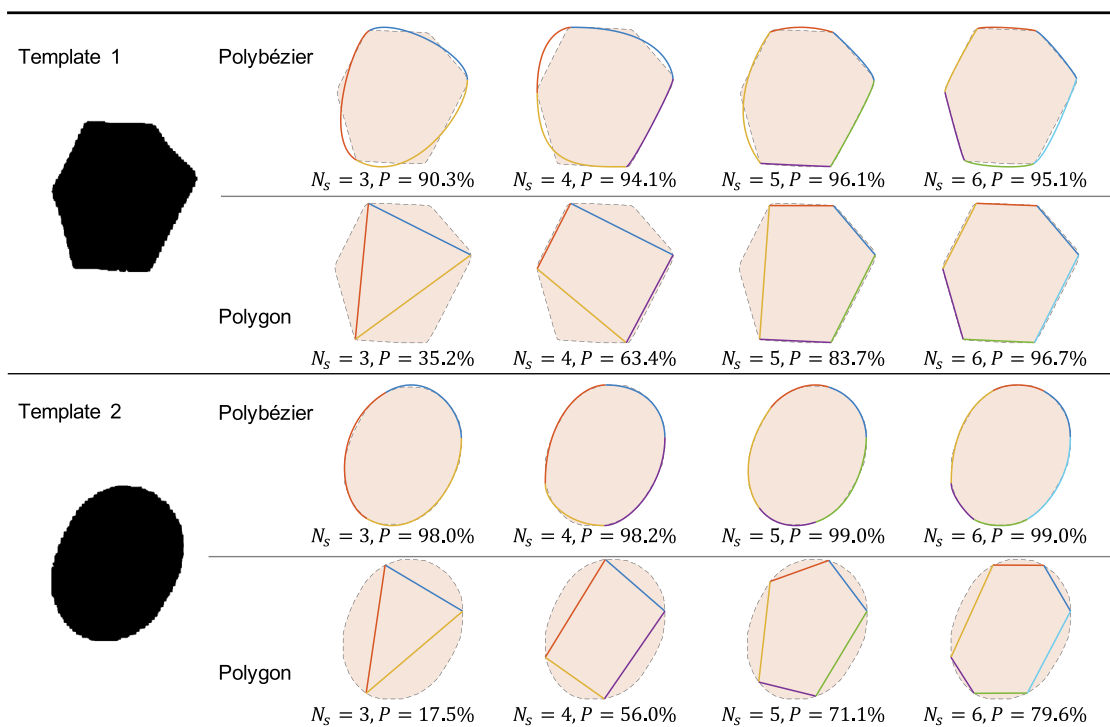 Template 1
Polybézier
N_s = 3, P = 90.3%
N_s = 4, P = 94.1%
N_s = 5, P = 96.1%
N_s = 6, P = 95.1%
Polygon
N_s = 3, P = 35.2%
N_s = 4, P = 63.4%
N_s = 5, P = 83.7%
N_s = 6, P = 96.7%
Template 2
Polybézier
N_s = 3, P = 98.0%
N_s = 4, P = 98.2%
N_s = 5, P = 99.0%
N_s = 6, P = 99.0%
Polygon
N_s = 3, P = 17.5%
N_s = 4, P = 56.0%
N_s = 5, P = 71.1%
N_s = 6, P = 79.6%